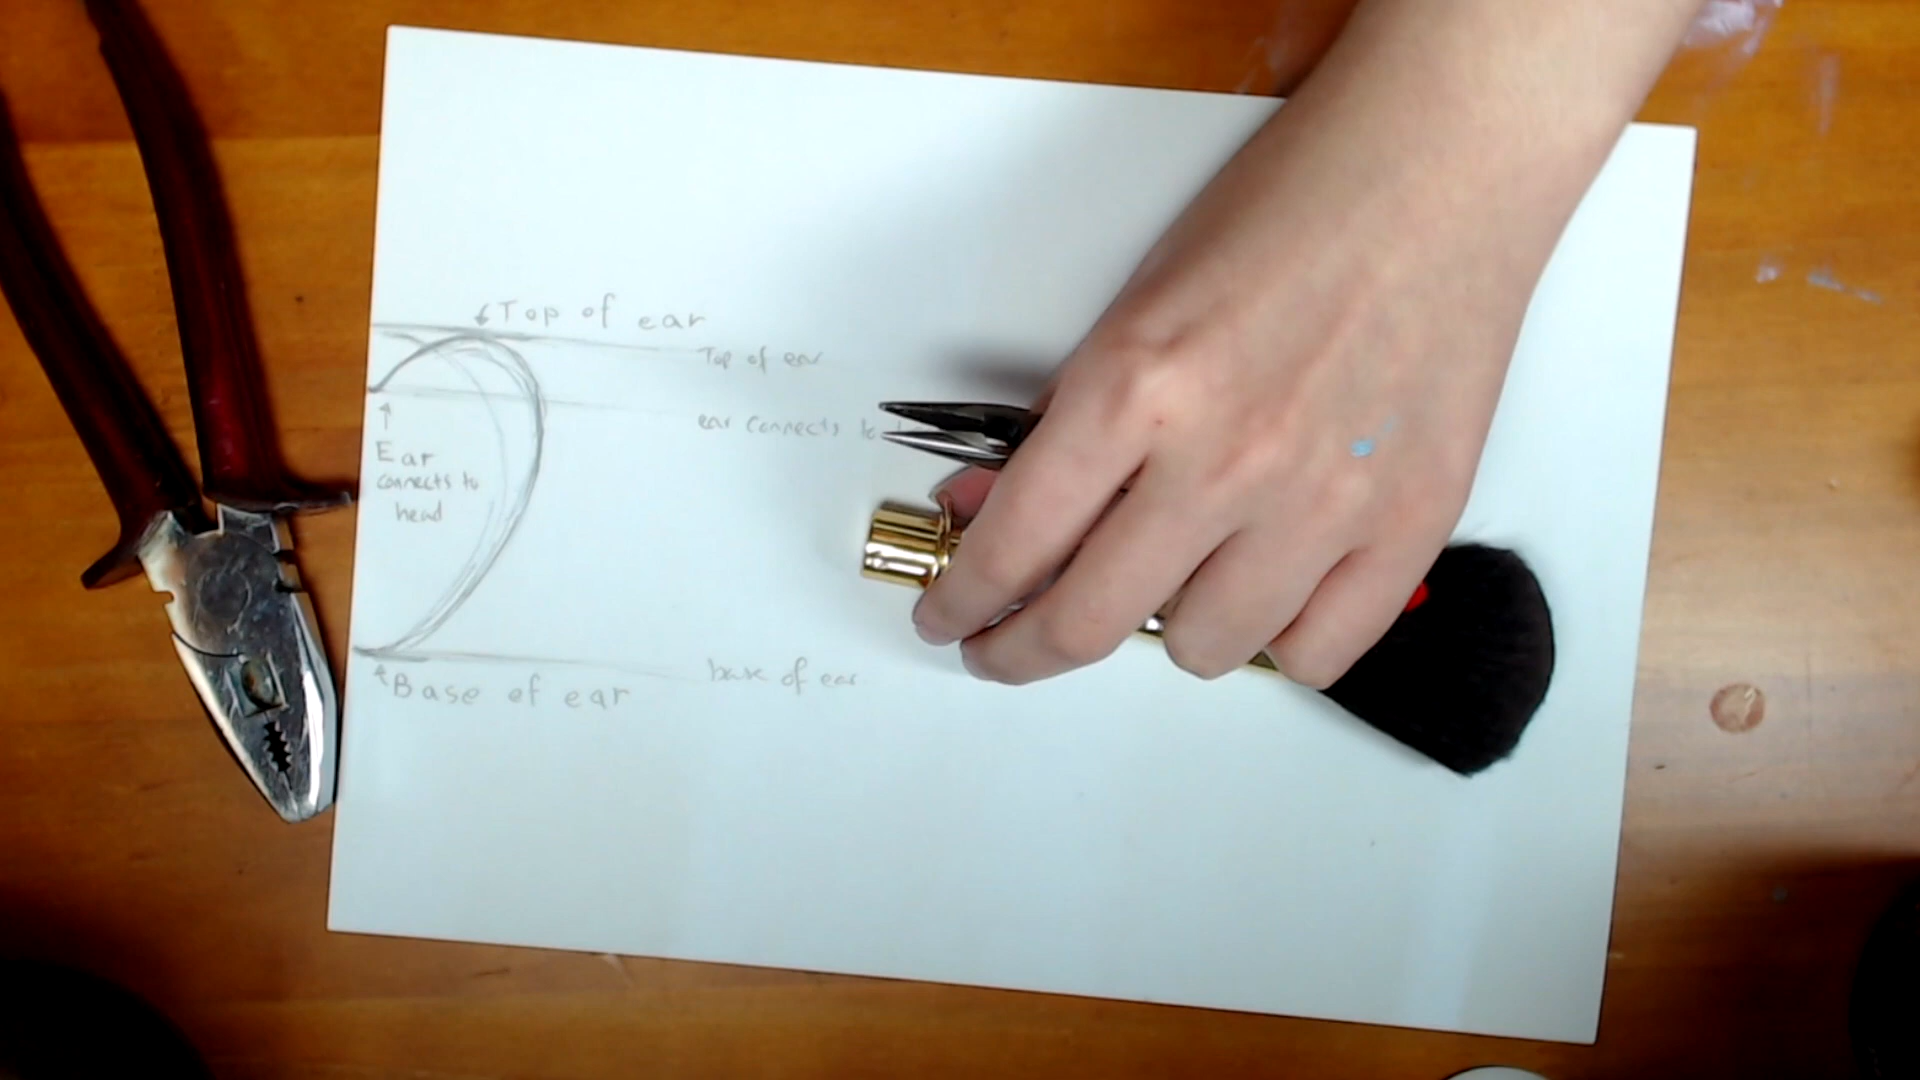 Top of ear
Top of ear
ear connects to
Ear
connects to
head
base of ear
Base of ear